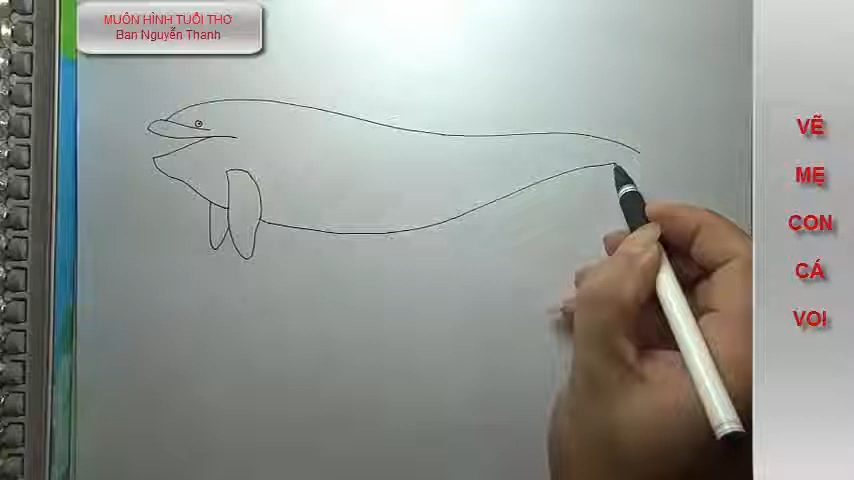 MUÔN HÌNH TUỔI THƠ
Ban Nguyễn Thanh
VẼ
MẸ
CON
CÁ
VOI